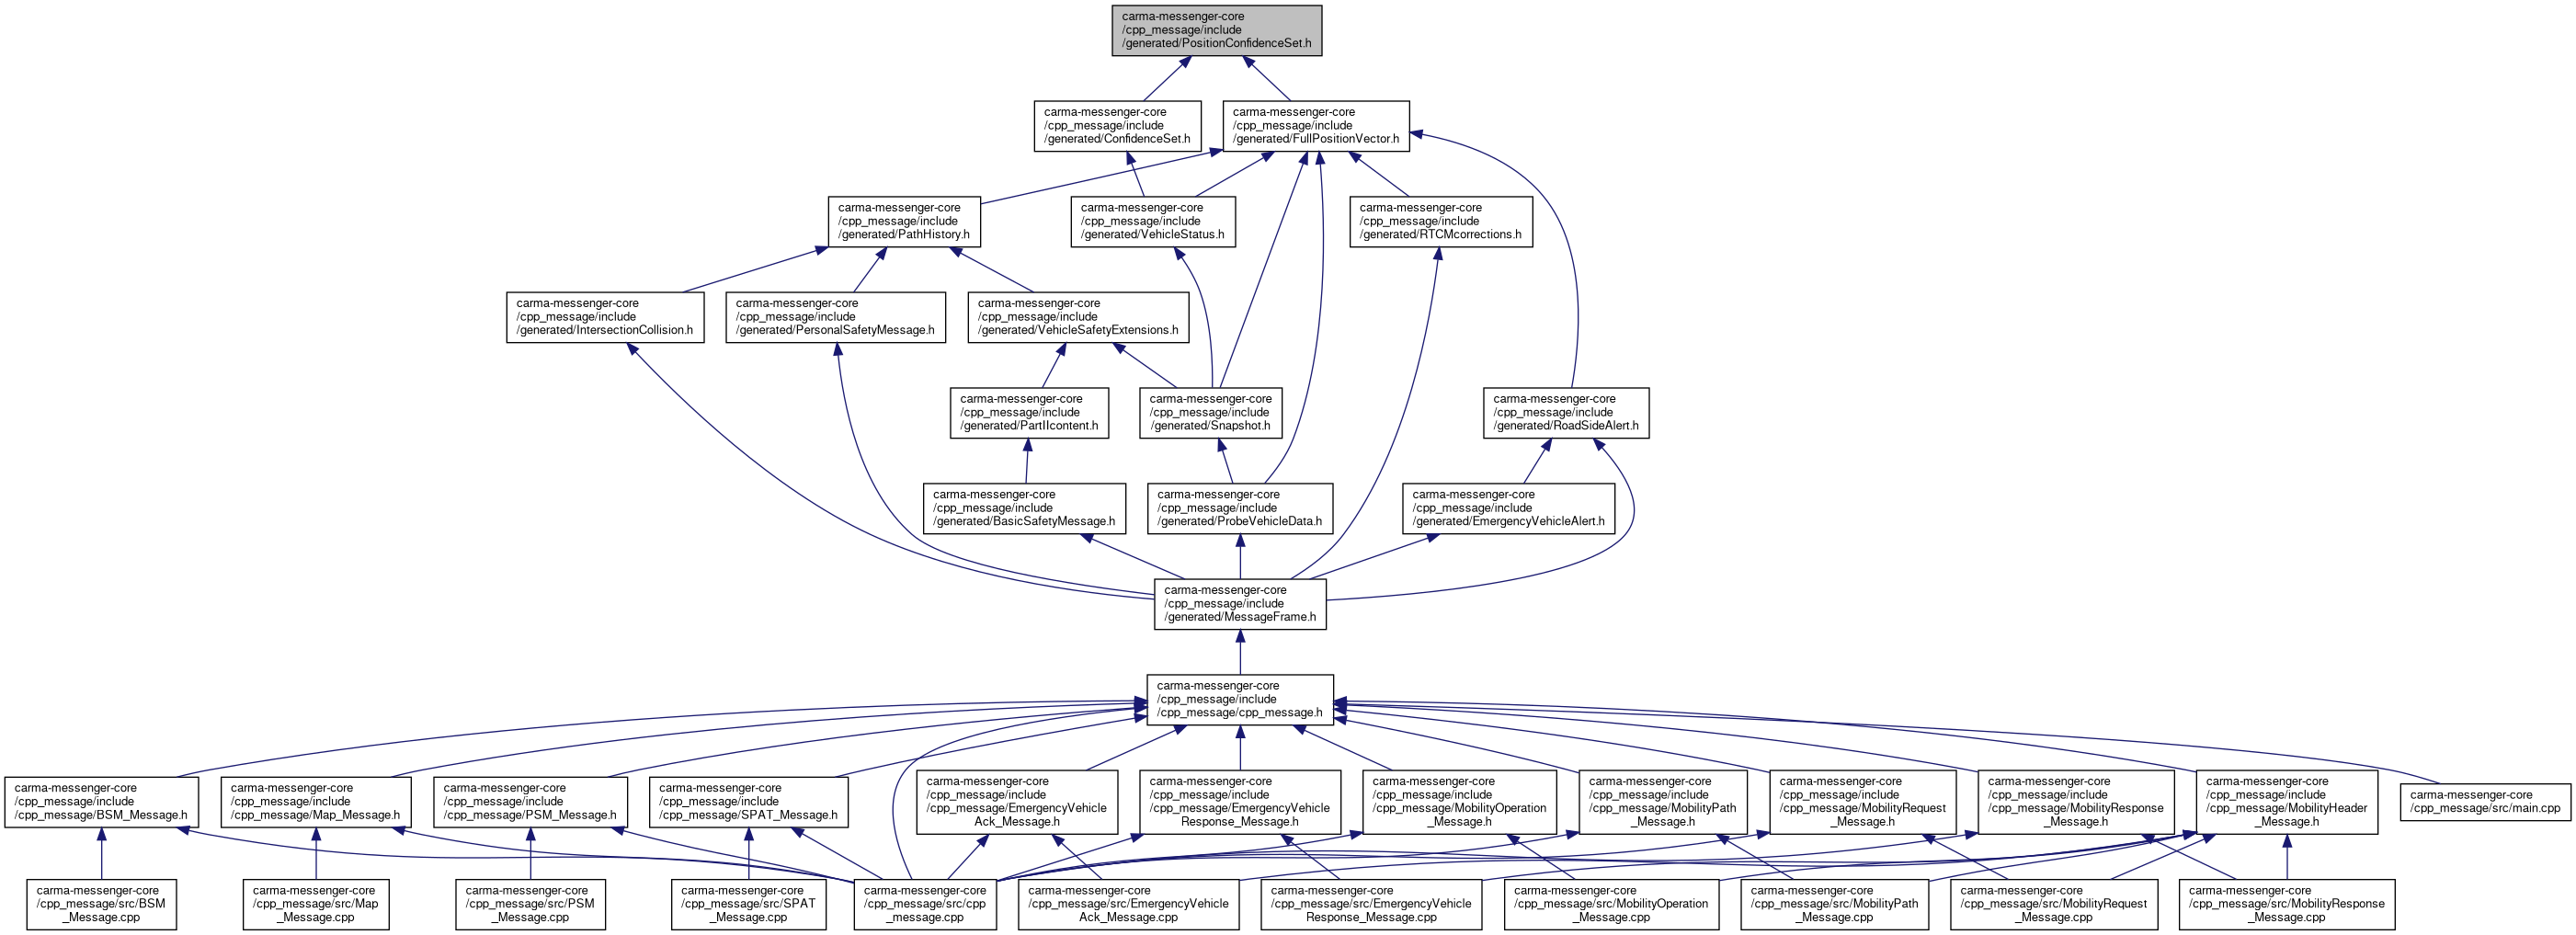 carma-messenger-core
/cpp_message/include
/generated/PositionConfidenceSet.h
carma-messenger-core
/cpp_message/include
/generated/ConfidenceSet.h
carma-messenger-core
/cpp_message/include
/generated/FullPositionVector.h
carma-messenger-core
/cpp_message/include
/generated/PathHistory.h
carma-messenger-core
/cpp_message/include
/generated/VehicleStatus.h
carma-messenger-core
/cpp_message/include
/generated/RTCMcorrections.h
carma-messenger-core
/cpp_message/include
/generated/IntersectionCollision.h
carma-messenger-core
/cpp_message/include
/generated/PersonalSafetyMessage.h
carma-messenger-core
/cpp_message/include
/generated/VehicleSafetyExtensions.h
carma-messenger-core
/cpp_message/include
/generated/PartIIcontent.h
carma-messenger-core
/cpp_message/include
/generated/Snapshot.h
carma-messenger-core
/cpp_message/include
/generated/RoadSideAlert.h
carma-messenger-core
/cpp_message/include
/generated/BasicSafetyMessage.h
carma-messenger-core
/cpp_message/include
/generated/ProbeVehicleData.h
carma-messenger-core
/cpp_message/include
/generated/EmergencyVehicleAlert.h
carma-messenger-core
/cpp_message/include
/generated/MessageFrame.h
carma-messenger-core
/cpp_message/include
/cpp_message/cpp_message.h
carma-messenger-core
/cpp_message/include
/cpp_message/BSM_Message.h
carma-messenger-core
/cpp_message/include
/cpp_message/Map_Message.h
carma-messenger-core
/cpp_message/include
/cpp_message/PSM_Message.h
carma-messenger-core
/cpp_message/include
/cpp_message/SPAT_Message.h
carma-messenger-core
/cpp_message/include
/cpp_message/EmergencyVehicle
Ack_Message.h
carma-messenger-core
/cpp_message/include
/cpp_message/EmergencyVehicle
Response_Message.h
carma-messenger-core
/cpp_message/include
/cpp_message/MobilityOperation
_Message.h
carma-messenger-core
/cpp_message/include
/cpp_message/MobilityPath
_Message.h
carma-messenger-core
/cpp_message/include
/cpp_message/MobilityRequest
_Message.h
carma-messenger-core
/cpp_message/include
/cpp_message/MobilityResponse
_Message.h
carma-messenger-core
/cpp_message/include
/cpp_message/MobilityHeader
_Message.h
carma-messenger-core
/cpp_message/src/main.cpp
carma-messenger-core
/cpp_message/src/BSM
_Message.cpp
carma-messenger-core
/cpp_message/src/Map
_Message.cpp
carma-messenger-core
/cpp_message/src/PSM
_Message.cpp
carma-messenger-core
/cpp_message/src/SPAT
_Message.cpp
carma-messenger-core
/cpp_message/src/cpp
_message.cpp
carma-messenger-core
/cpp_message/src/EmergencyVehicle
Ack_Message.cpp
carma-messenger-core
/cpp_message/src/EmergencyVehicle
Response_Message.cpp
carma-messenger-core
/cpp_message/src/MobilityOperation
_Message.cpp
carma-messenger-core
/cpp_message/src/MobilityPath
_Message.cpp
carma-messenger-core
/cpp_message/src/MobilityRequest
_Message.cpp
carma-messenger-core
/cpp_message/src/MobilityResponse
_Message.cpp